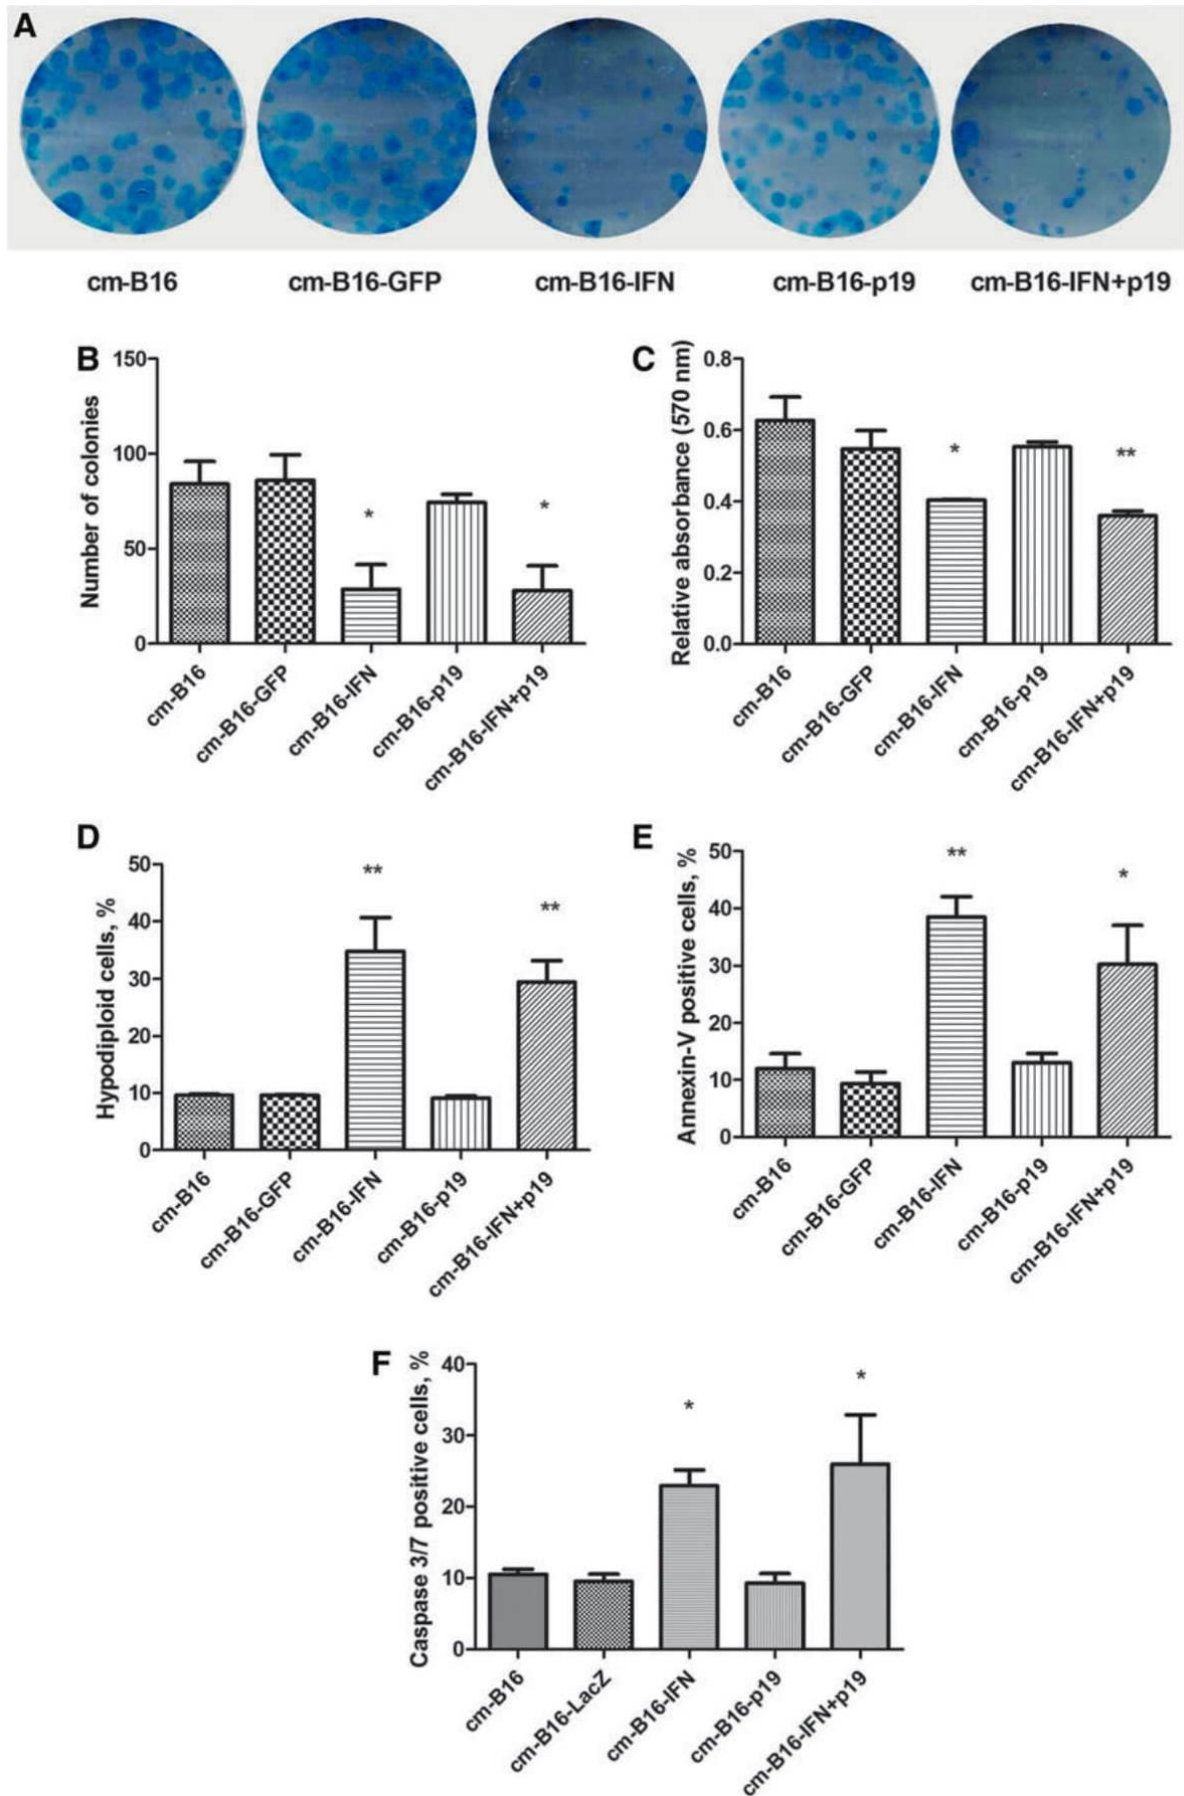 A
cm-B16 cm-B16-GFP cm-B16-IFN cm-B16-p19 cm-B16-IFN+p19
B
Number of colonies
150
100
50
0
*
*
cm-B16
cm-B16-GFP
cm-B16-IFN
cm-B16-p19
cm-B16-IFN+p19
C
Relative absorbance (570 nm)
0.8
0.6
0.4
0.2
0.0
*
**
cm-B16
cm-B16-GFP
cm-B16-IFN
cm-B16-p19
cm-B16-IFN+p19
D
Hypodiploid cells, %
50
40
30
20
10
0
**
**
cm-B16
cm-B16-GFP
cm-B16-IFN
cm-B16-p19
cm-B16-IFN+p19
E
Annexin-V positive cells, %
50
40
30
20
10
0
**
*
cm-B16
cm-B16-GFP
cm-B16-IFN
cm-B16-p19
cm-B16-IFN+p19
F
Caspase 3/7 positive cells, %
40
30
20
10
0
*
*
cm-B16
cm-B16-LacZ
cm-B16-IFN
cm-B16-p19
cm-B16-IFN+p19